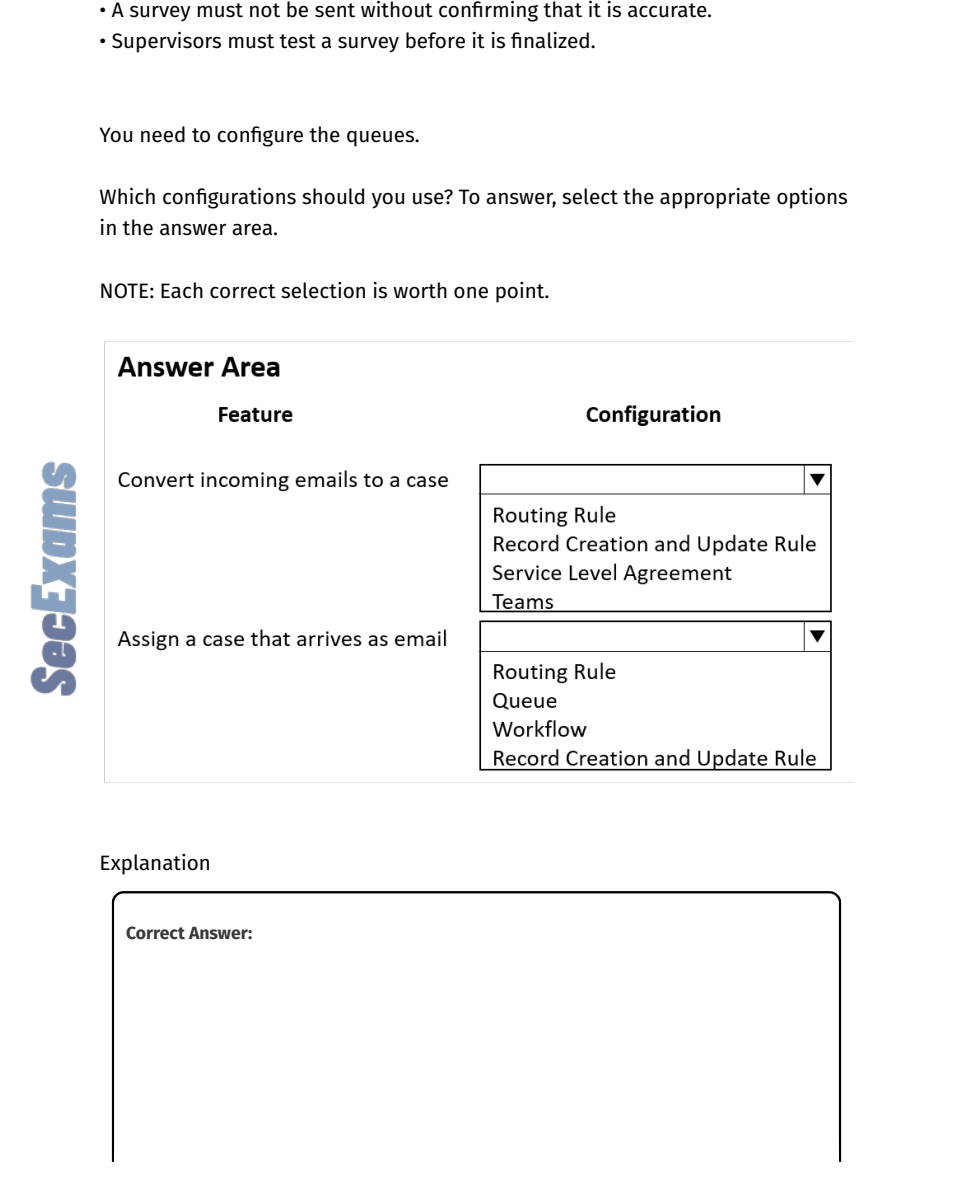 • A survey must not be sent without confirming that it is accurate.
• Supervisors must test a survey before it is finalized.
You need to configure the queues.
Which configurations should you use? To answer, select the appropriate options
in the answer area.
NOTE: Each correct selection is worth one point.
Answer Area
Feature
Configuration
Convert incoming emails to a case
Routing Rule
Record Creation and Update Rule
Service Level Agreement
Teams
Assign a case that arrives as email
Routing Rule
Queue
Workflow
Record Creation and Update Rule
SecExams
Explanation
Correct Answer: